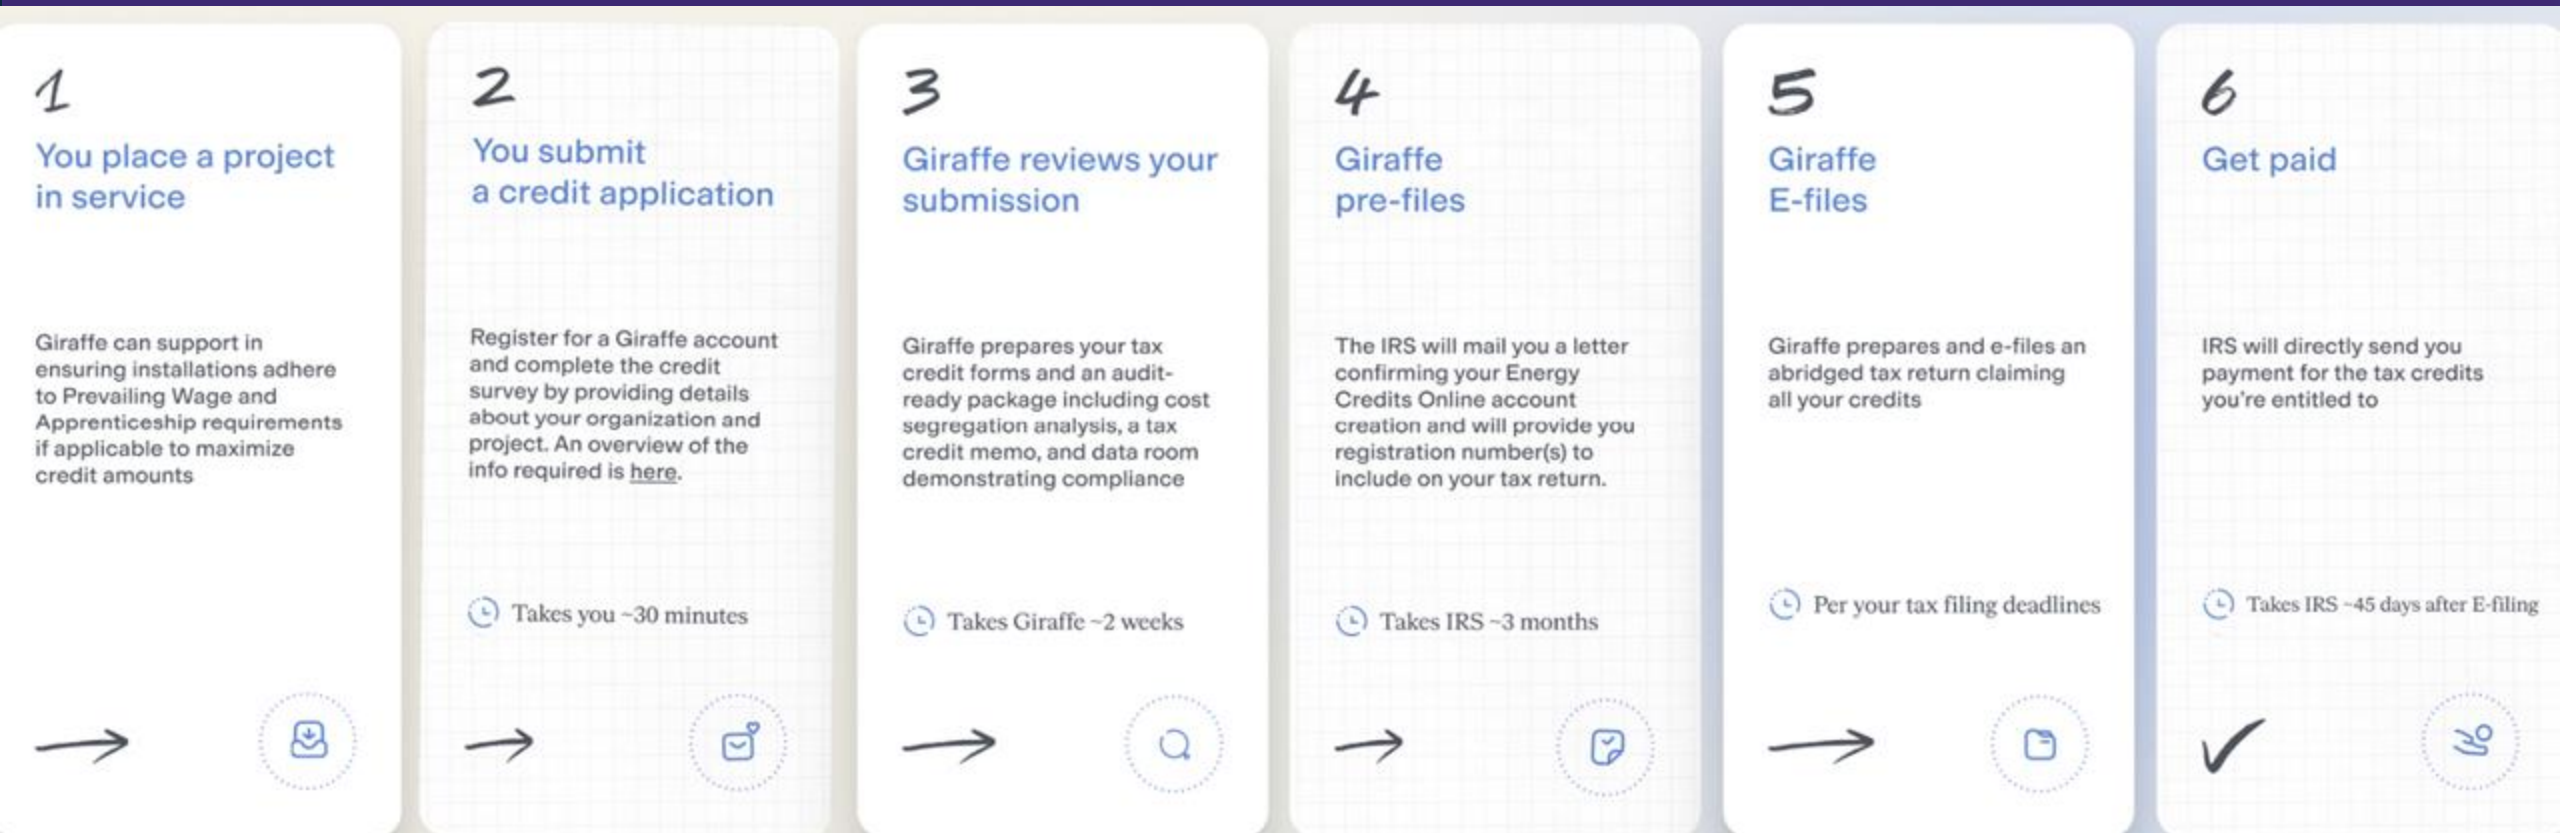 1
You place a project
in service
Giraffe can support in
ensuring installations adhere
to Prevailing Wage and
Apprenticeship requirements
if applicable to maximize
credit amounts
2
You submit
a credit application
Register for a Giraffe account
and complete the credit
survey by providing details
about your organization and
project. An overview of the
info required is here.
Takes you ~30 minutes
3
Giraffe reviews your
submission
Giraffe prepares your tax
credit forms and an audit-
ready package including cost
segregation analysis, a tax
credit memo, and data room
demonstrating compliance
Takes Giraffe ~2 weeks
4
Giraffe
pre-files
The IRS will mail you a letter
confirming your Energy
Credits Online account
creation and will provide you
registration number(s) to
include on your tax return.
Takes IRS ~3 months
5
Giraffe
E-files
Giraffe prepares and e-files an
abridged tax return claiming
all your credits
Per your tax filing deadlines
6
Get paid
IRS will directly send you
payment for the tax credits
you're entitled to
Takes IRS ~45 days after E-filing